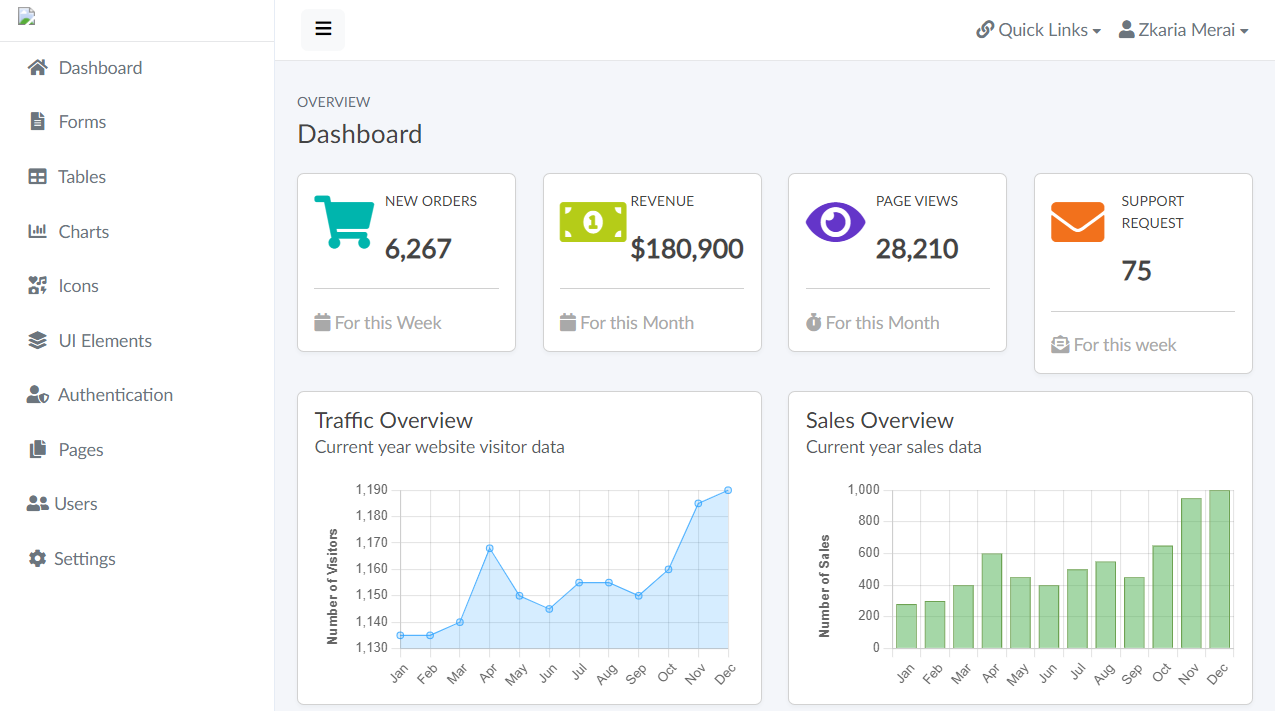 Quick Links
Zkaria Merai
Dashboard
Forms
Tables
Charts
Icons
UI Elements
Authentication
Pages
Users
Settings
OVERVIEW
Dashboard
NEW ORDERS
6,267
For this Week
REVENUE
1
$180,900
For this Month
PAGE VIEWS
28,210
For this Month
SUPPORT
REQUEST
75
For this week
Traffic Overview
Current year website visitor data
Number of Visitors
1,190
1,180
1,170
1,160
1,150
1,140
1,130
Jan Feb Mar Apr May Jun Jul Aug Sep Oct Nov Dec
Sales Overview
Current year sales data
Number of Sales
1,000
800
600
400
200
0
Jan Feb Mar Apr May Jun Jul Aug Sep Oct Nov Dec